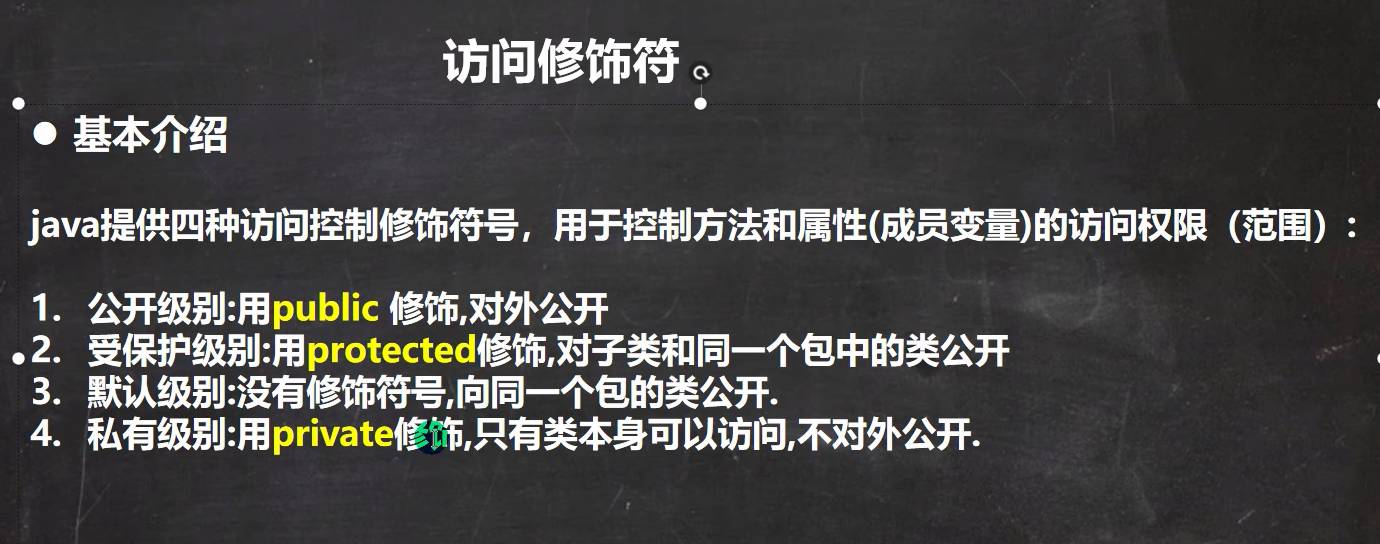 访问修饰符
基本介绍
java提供四种访问控制修饰符号，用于控制方法和属性(成员变量)的访问权限（范围）:
1. 公开级别:用public 修饰,对外公开
2. 受保护级别:用protected修饰,对子类和同一个包中的类公开
3. 默认级别:没有修饰符号,向同一个包的类公开.
4. 私有级别:用private修饰,只有类本身可以访问,不对外公开.